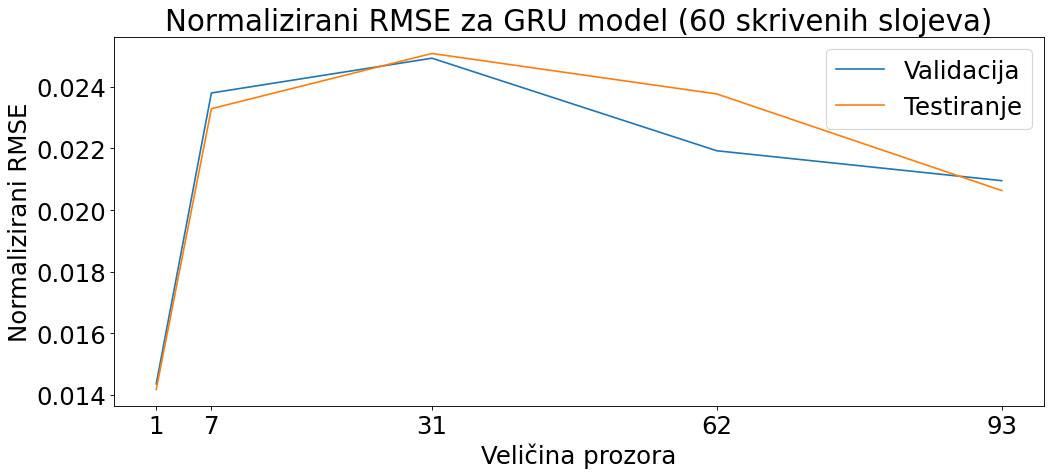 Normalizirani RMSE za GRU model (60 skrivenih slojeva)
Validacija
Testiranje
Normalizirani RMSE
0.024
0.022
0.020
0.018
0.016
0.014
1 7 31 62 93
Veličina prozora